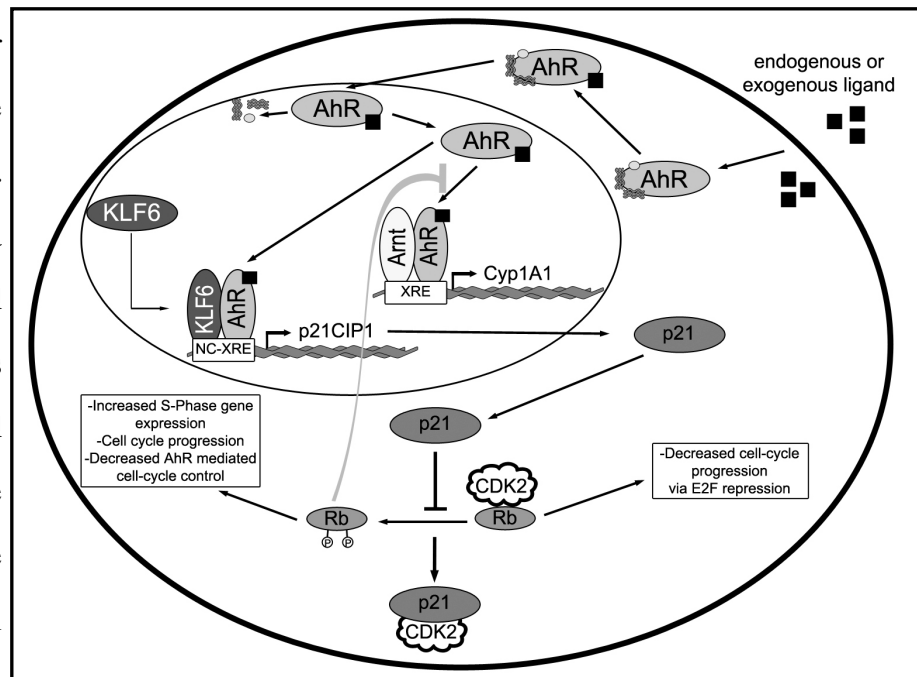 endogenous or
exogenous ligand
AhR
AhR
AhR
AhR
KLF6
Arnt
AhR
Cyp1A1
XRE
KLF6
AhR
p21CIP1
NC-XRE
p21
-Increased S-Phase gene
expression
-Cell cycle progression
-Decreased AhR mediated
cell-cycle control
p21
-Decreased cell-cycle
progression
via E2F repression
CDK2
Rb
Rb
P P
p21
CDK2